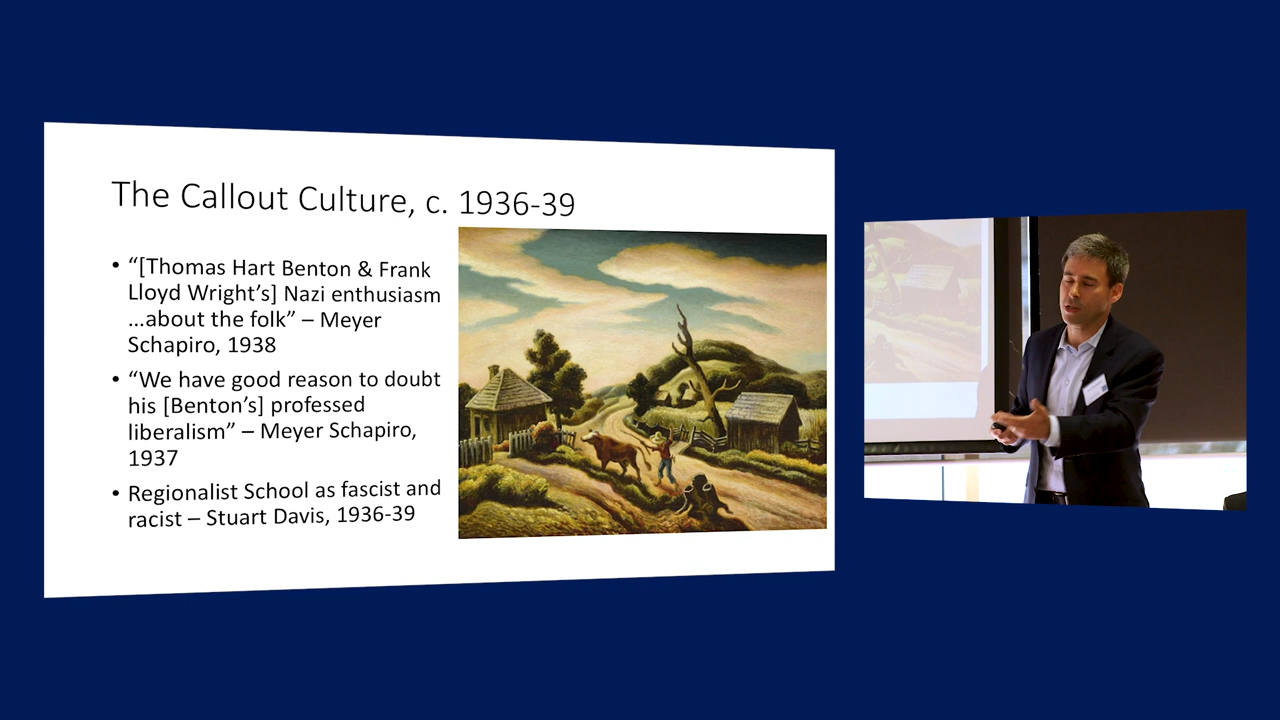 The Callout Culture, c. 1936-39
• “[Thomas Hart Benton & Frank
Lloyd Wright’s] Nazi enthusiasm
…about the folk” – Meyer
Schapiro, 1938
• “We have good reason to doubt
his [Benton’s] professed
liberalism” – Meyer Schapiro,
1937
• Regionalist School as fascist and
racist – Stuart Davis, 1936-39